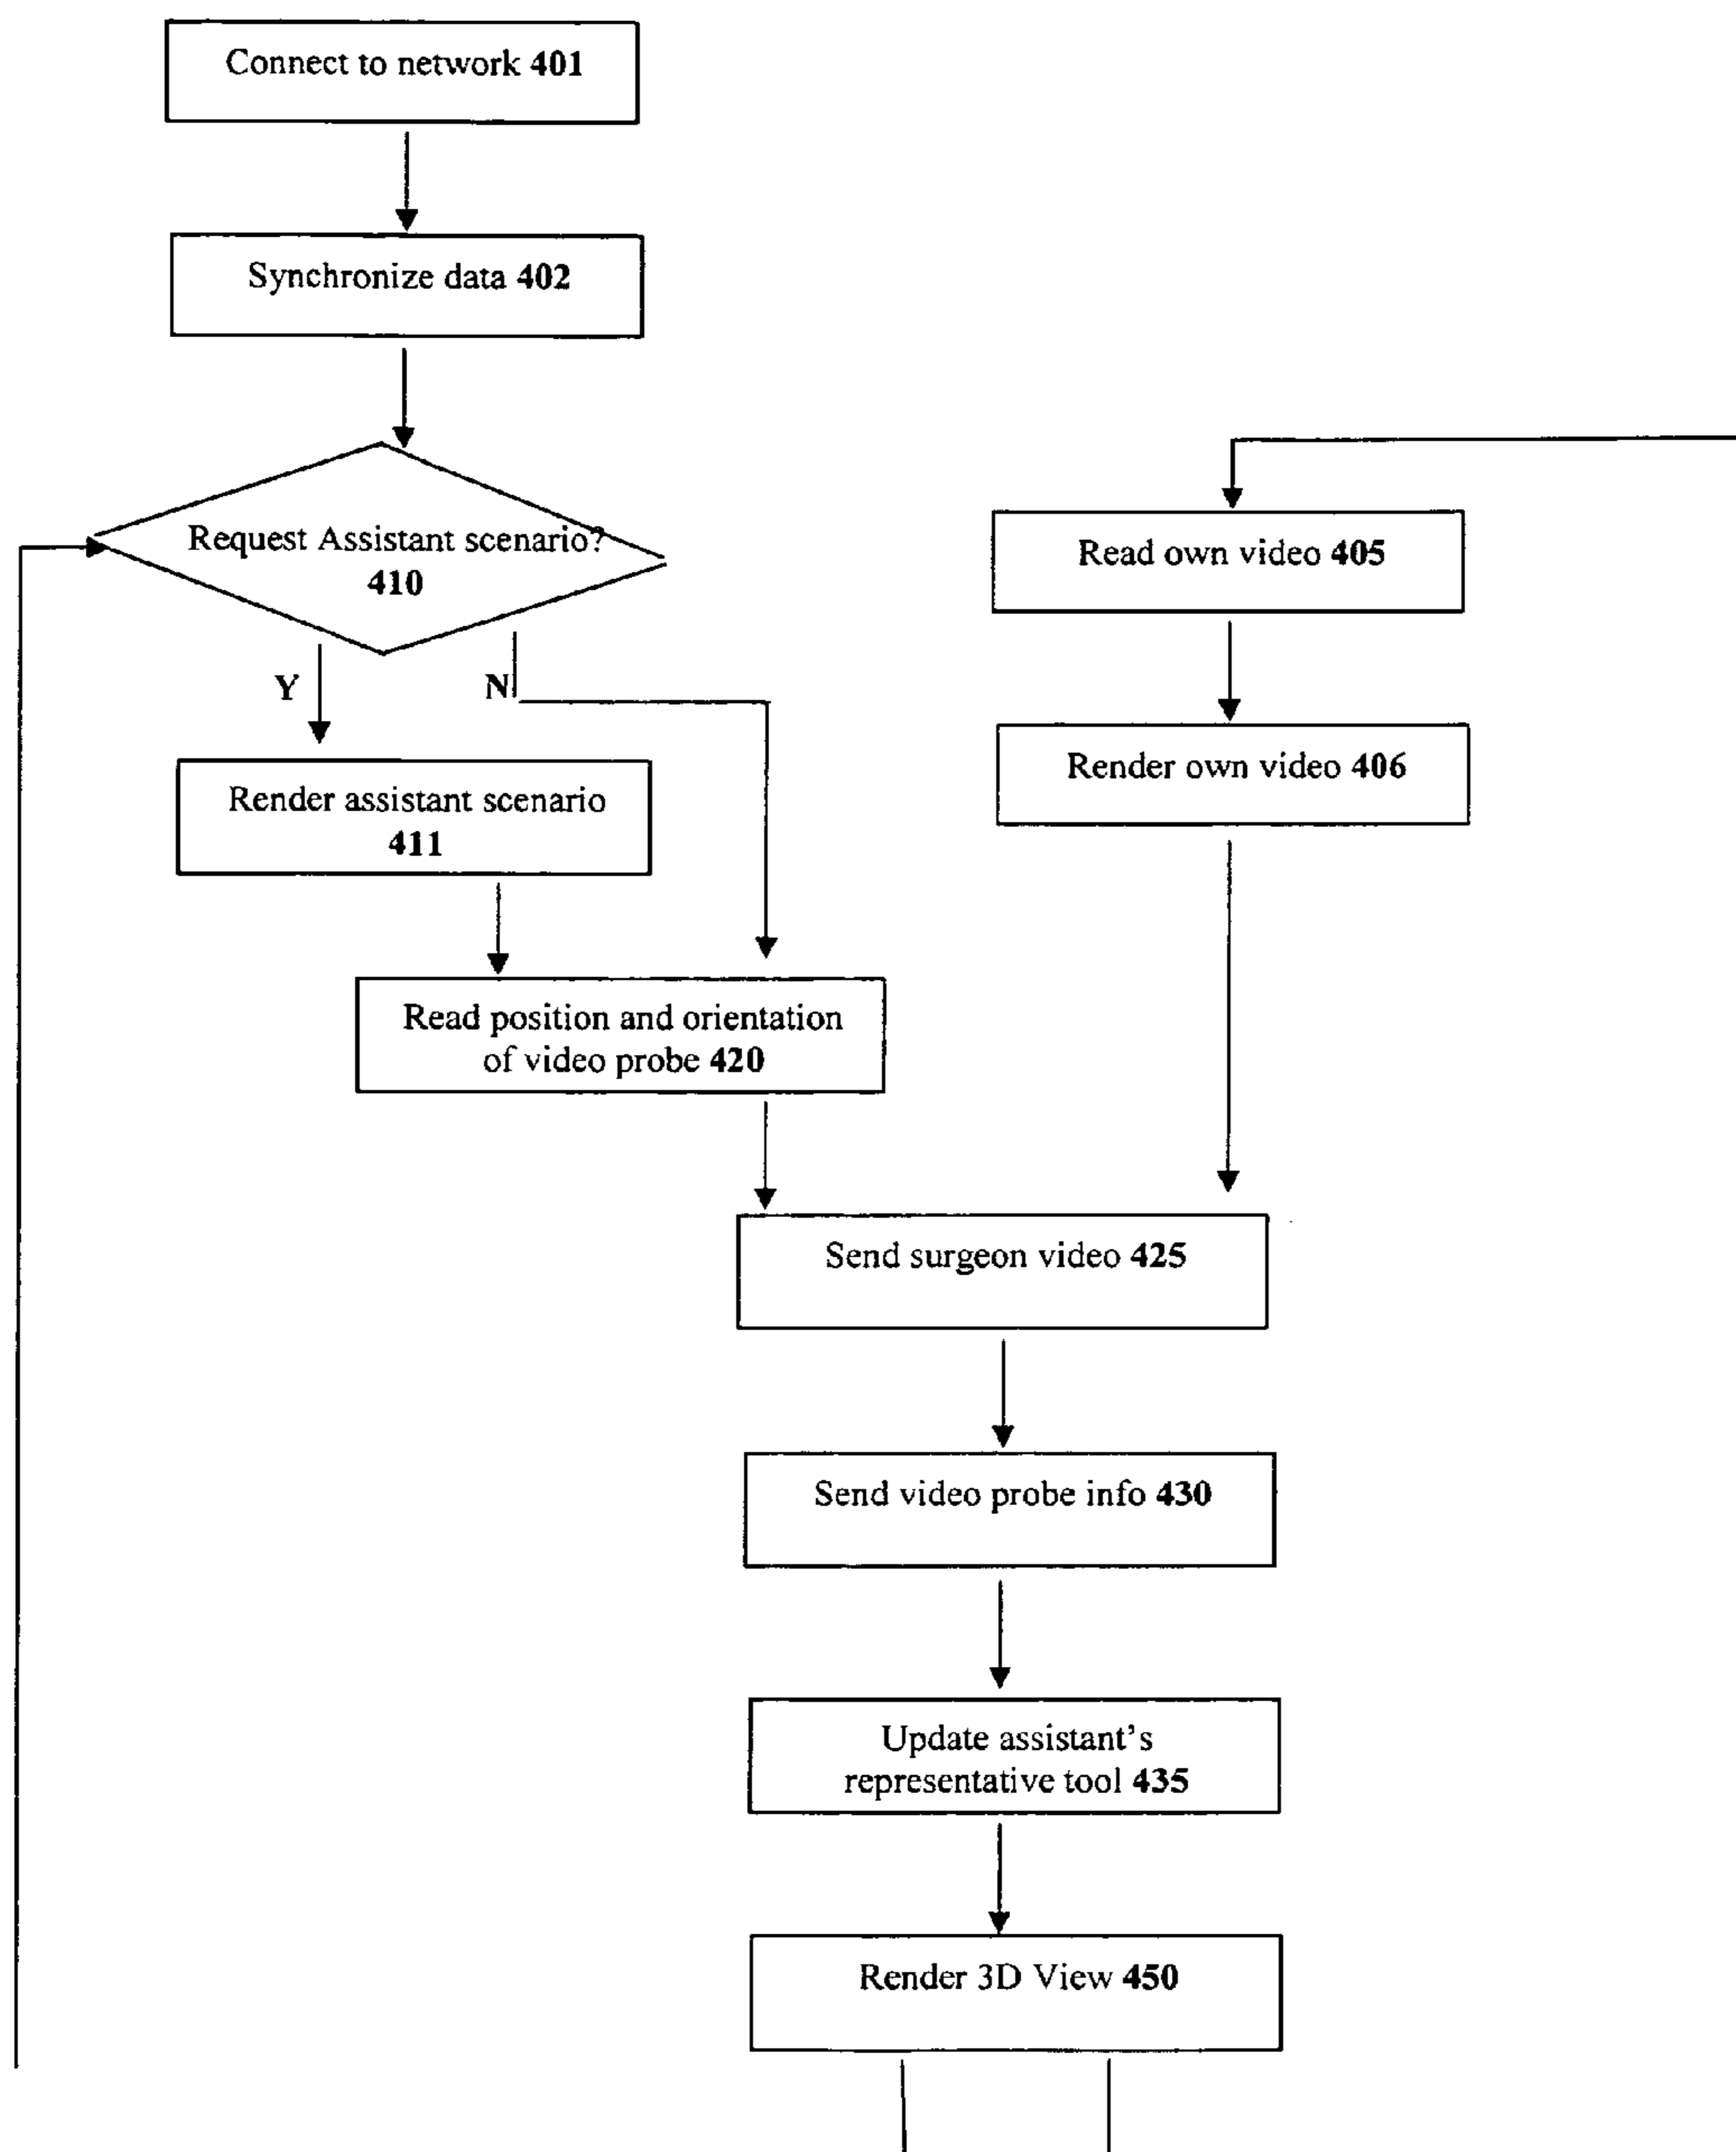 Connect to network 401
Synchronize data 402
Request Assistant scenario?
410
Y
N
Render assistant scenario
411
Read position and orientation
of video probe 420
Read own video 405
Render own video 406
Send surgeon video 425
Send video probe info 430
Update assistant's
representative tool 435
Render 3D View 450